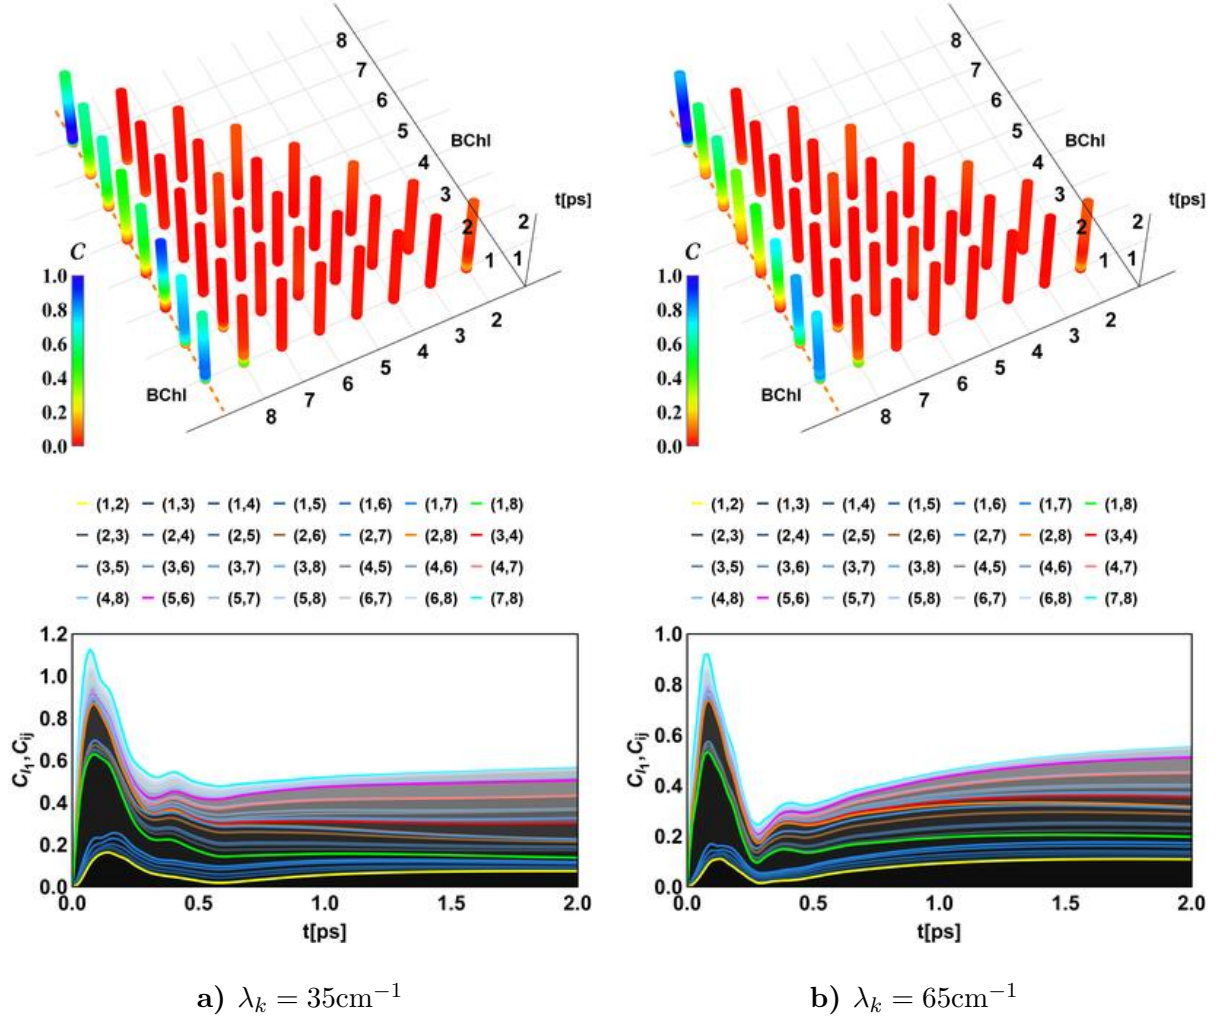 8 8
7 7
6 6
5 5
BChl BChl
4 4
3 t[ps] 3 t[ps]
2 2 2 2
C 1 1 C 1 1
1.0 1.0
0.8 2 0.8 2
3 3
0.6 4 0.6 4
5 5
0.4 BChl 6 0.4 BChl 6
7 7
0.2 8 0.2 8
0.0 0.0
(1,2) (1,3) (1,4) (1,5) (1,6) (1,7) (1,8) (1,2) (1,3) (1,4) (1,5) (1,6) (1,7) (1,8)
(2,3) (2,4) (2,5) (2,6) (2,7) (2,8) (3,4) (2,3) (2,4) (2,5) (2,6) (2,7) (2,8) (3,4)
(3,5) (3,6) (3,7) (3,8) (4,5) (4,6) (4,7) (3,5) (3,6) (3,7) (3,8) (4,5) (4,6) (4,7)
(4,8) (5,6) (5,7) (5,8) (6,7) (6,8) (7,8) (4,8) (5,6) (5,7) (5,8) (6,7) (6,8) (7,8)
1.2 1.0
1.0 0.8
0.8 0.6
C_{l_1}, C_{ij} C_{l_1}, C_{ij}
0.6 0.4
0.4 0.2
0.2 0.0
0.0
0.0 0.5 1.0 1.5 2.0 0.0 0.5 1.0 1.5 2.0
t[ps] t[ps]
a) λ_k = 35cm⁻¹ b) λ_k = 65cm⁻¹